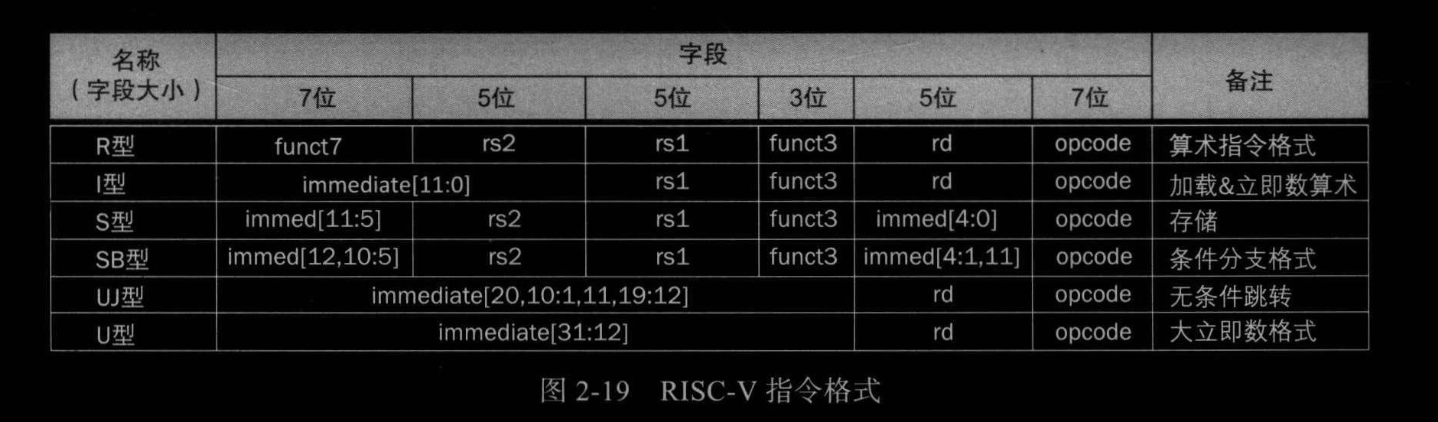 名称 字段 备注
(字段大小) 7位 5位 5位 3位 5位 7位
R型 funct7 rs2 rs1 funct3 rd opcode 算术指令格式
I型 immediate[11:0] rs1 funct3 rd opcode 加载&立即数算术
S型 immed[11:5] rs2 rs1 funct3 immed[4:0] opcode 存储
SB型 immed[12,10:5] rs2 rs1 funct3 immed[4:1,11] opcode 条件分支格式
UJ型 immediate[20,10:1,11,19:12] rd opcode 无条件跳转
U型 immediate[31:12] rd opcode 大立即数格式
图 2-19 RISC-V 指令格式